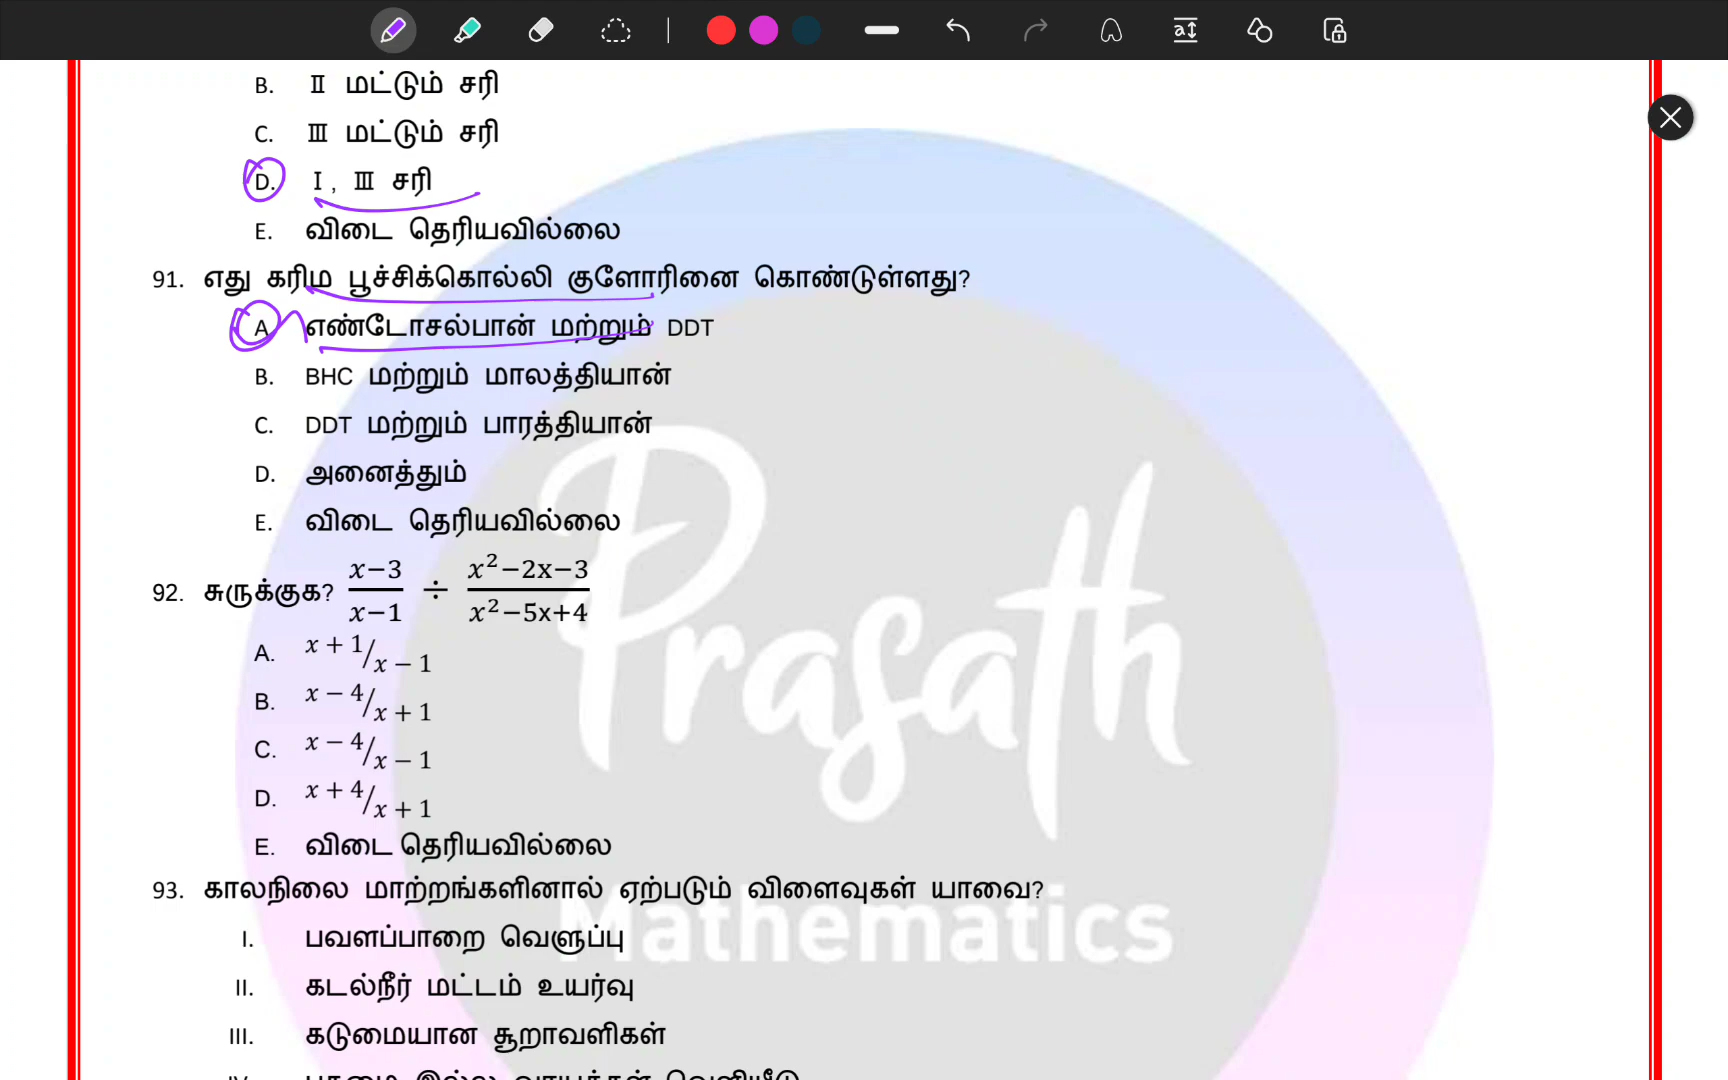 B. II மட்டும் சரி
C. III மட்டும் சரி
D. I , III சரி
E. விடை தெரியவில்லை
91. எது கரிம பூச்சிக்கொல்லி குளோரினை கொண்டுள்ளது?
A எண்டோசல்பான் மற்றும் DDT
B. BHC மற்றும் மாலத்தியான்
C. DDT மற்றும் பாரத்தியான்
D. அனைத்தும்
E. விடை தெரியவில்லை
92. சுருக்குக? x−3/x−1 ÷ x²−2x−3/x²−5x+4
A. x + 1/x − 1
B. x − 4/x + 1
C. x − 4/x − 1
D. x + 4/x + 1
E. விடை தெரியவில்லை
93. காலநிலை மாற்றங்களினால் ஏற்படும் விளைவுகள் யாவை?
I. பவளப்பாறை வெளுப்பு
II. கடல்நீர் மட்டம் உயர்வு
III. கடுமையான சூறாவளிகள்
Prasath
Mathematics